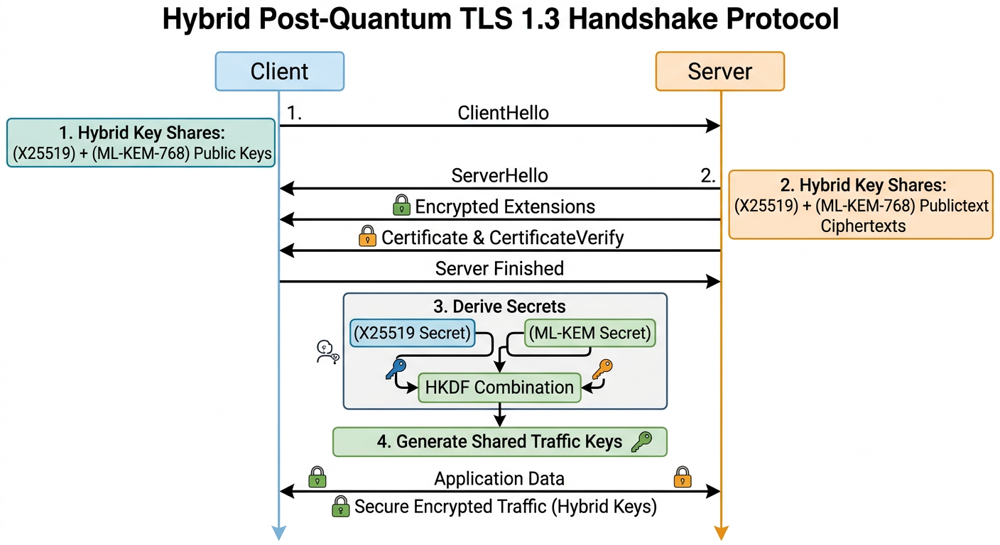 Hybrid Post-Quantum TLS 1.3 Handshake Protocol
Client
Server
1.
ClientHello
1. Hybrid Key Shares:
(X25519) + (ML-KEM-768) Public Keys
ServerHello
2.
2. Hybrid Key Shares:
(X25519) + (ML-KEM-768) Publictext
Ciphertexts
Encrypted Extensions
Certificate & CertificateVerify
Server Finished
3. Derive Secrets
(X25519 Secret)
(ML-KEM Secret)
HKDF Combination
4. Generate Shared Traffic Keys
Application Data
Secure Encrypted Traffic (Hybrid Keys)